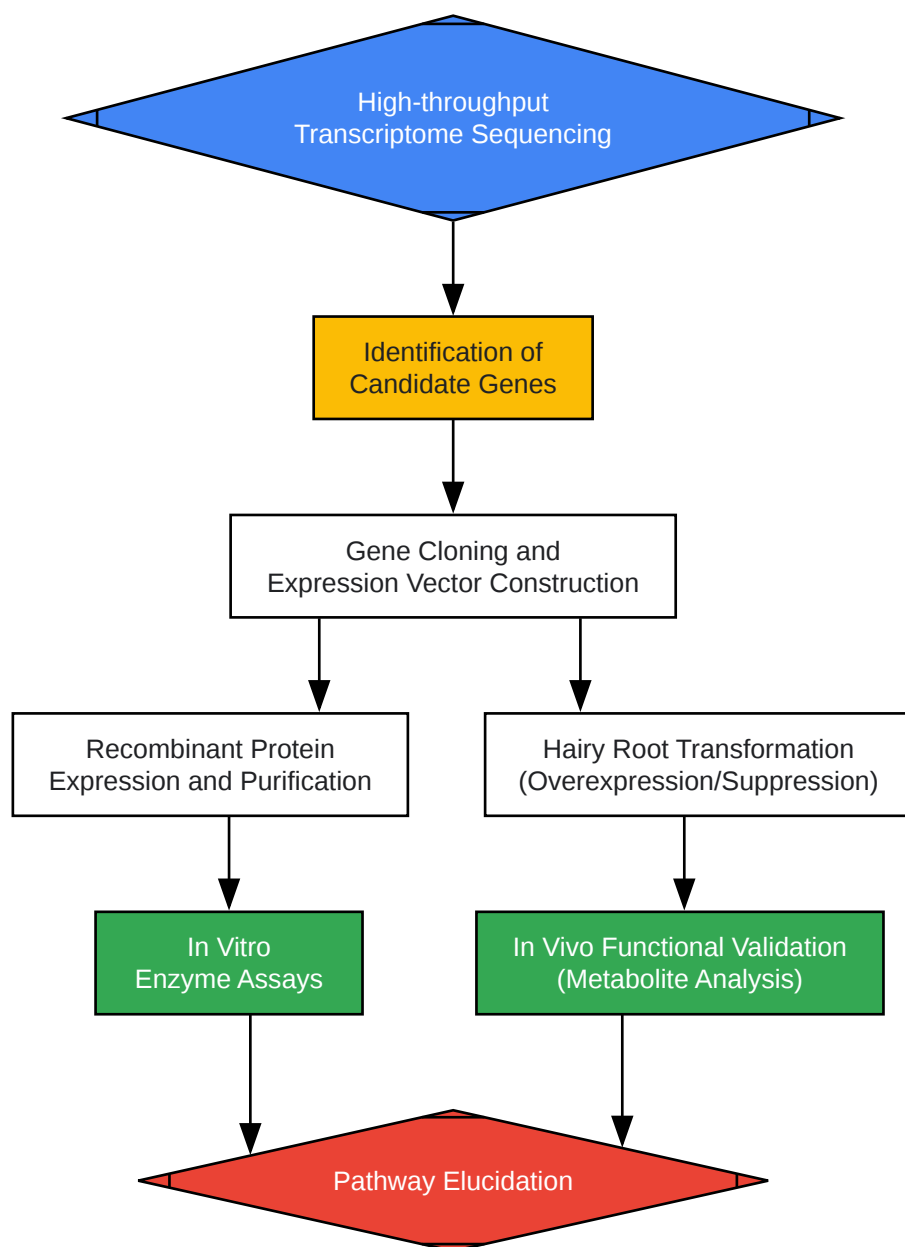 High-throughput
Transcriptome Sequencing
Identification of
Candidate Genes
Gene Cloning and
Expression Vector Construction
Recombinant Protein
Expression and Purification
Hairy Root Transformation
(Overexpression/Suppression)
In Vitro
Enzyme Assays
In Vivo Functional Validation
(Metabolite Analysis)
Pathway Elucidation